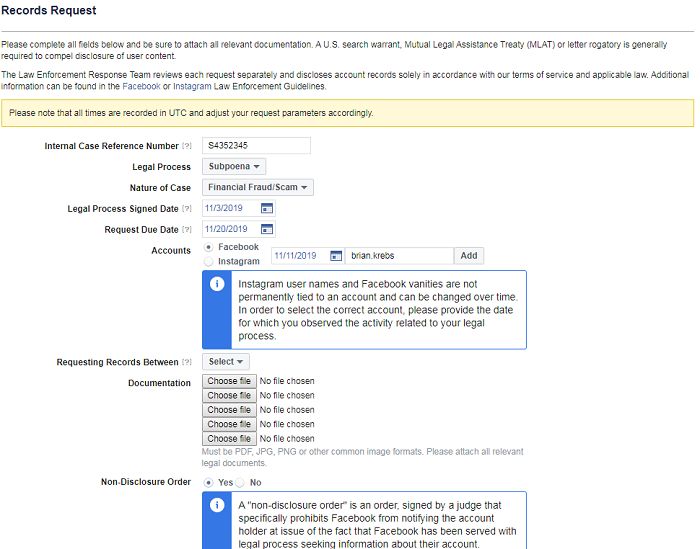 Records Request
Please complete all fields below and be sure to attach all relevant documentation. A U.S. search warrant, Mutual Legal Assistance Treaty (MLAT) or letter rogatory is generally
required to compel disclosure of user content.
The Law Enforcement Response Team reviews each request separately and discloses account records solely in accordance with our terms of service and applicable law. Additional
information can be found in the Facebook or Instagram Law Enforcement Guidelines.
Please note that all times are recorded in UTC and adjust your request parameters accordingly.
Internal Case Reference Number [?] S4352345
Legal Process Subpoena
Nature of Case Financial Fraud/Scam
Legal Process Signed Date [?] 11/3/2019
Request Due Date [?] 11/20/2019
Accounts Facebook
Instagram
11/11/2019 brian.krebs Add
Instagram user names and Facebook vanities are not
permanently tied to an account and can be changed over time.
In order to select the correct account, please provide the date
for which you observed the activity related to your legal
process.
Requesting Records Between [?] Select
Documentation Choose file No file chosen
Choose file No file chosen
Choose file No file chosen
Choose file No file chosen
Choose file No file chosen
Must be PDF, JPG, PNG or other common image formats. Please attach all relevant
legal documents.
Non-Disclosure Order Yes No
A "non-disclosure order" is an order, signed by a judge that
specifically prohibits Facebook from notifying the account
holder at issue of the fact that Facebook has been served with
legal process seeking information about their account.